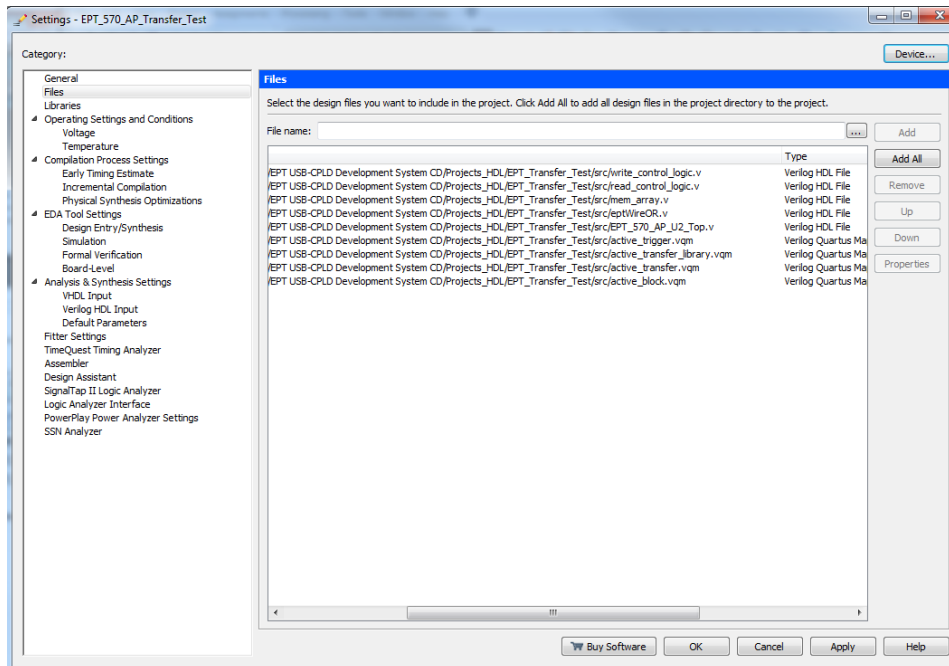 Settings - EPT_570_AP_Transfer_Test
Category:
Device...
General
Files
Libraries
Operating Settings and Conditions
Voltage
Temperature
Compilation Process Settings
Early Timing Estimate
Incremental Compilation
Physical Synthesis Optimizations
EDA Tool Settings
Design Entry/Synthesis
Simulation
Formal Verification
Board-Level
Analysis & Synthesis Settings
VHDL Input
Verilog HDL Input
Default Parameters
Fitter Settings
TimeQuest Timing Analyzer
Assembler
Design Assistant
SignalTap II Logic Analyzer
Logic Analyzer Interface
PowerPlay Power Analyzer Settings
SSN Analyzer
Files
Select the design files you want to include in the project. Click Add All to add all design files in the project directory to the project.
File name: ... Add
Type Add All
/EPT USB-CPLD Development System CD/Projects_HDL/EPT_Transfer_Test/src/write_control_logic.v Verilog HDL File
/EPT USB-CPLD Development System CD/Projects_HDL/EPT_Transfer_Test/src/read_control_logic.v Verilog HDL File
/EPT USB-CPLD Development System CD/Projects_HDL/EPT_Transfer_Test/src/mem_array.v Verilog HDL File
/EPT USB-CPLD Development System CD/Projects_HDL/EPT_Transfer_Test/src/eptWireOR.v Verilog HDL File
/EPT USB-CPLD Development System CD/Projects_HDL/EPT_Transfer_Test/src/EPT_570_AP_U2_Top.v Verilog HDL File
/EPT USB-CPLD Development System CD/Projects_HDL/EPT_Transfer_Test/src/active_trigger.vqm Verilog Quartus Ma
/EPT USB-CPLD Development System CD/Projects_HDL/EPT_Transfer_Test/src/active_transfer_library.vqm Verilog Quartus Ma
/EPT USB-CPLD Development System CD/Projects_HDL/EPT_Transfer_Test/src/active_transfer.vqm Verilog Quartus Ma
/EPT USB-CPLD Development System CD/Projects_HDL/EPT_Transfer_Test/src/active_block.vqm Verilog Quartus Ma
Remove
Up
Down
Properties
Buy Software OK Cancel Apply Help